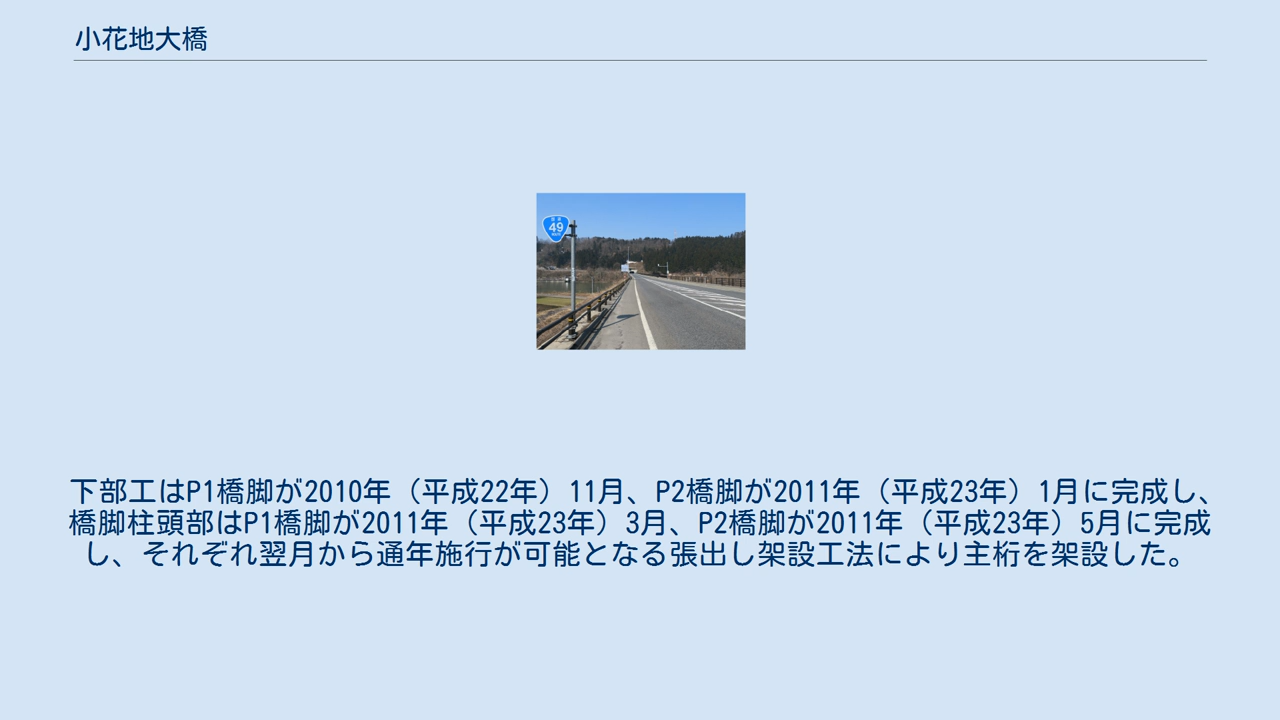 小花地大橋
49
下部工はP1橋脚が2010年（平成22年）11月、P2橋脚が2011年（平成23年）1月に完成し、
橋脚柱頭部はP1橋脚が2011年（平成23年）3月、P2橋脚が2011年（平成23年）5月に完成
し、それぞれ翌月から通年施行が可能となる張出し架設工法により主桁を架設した。